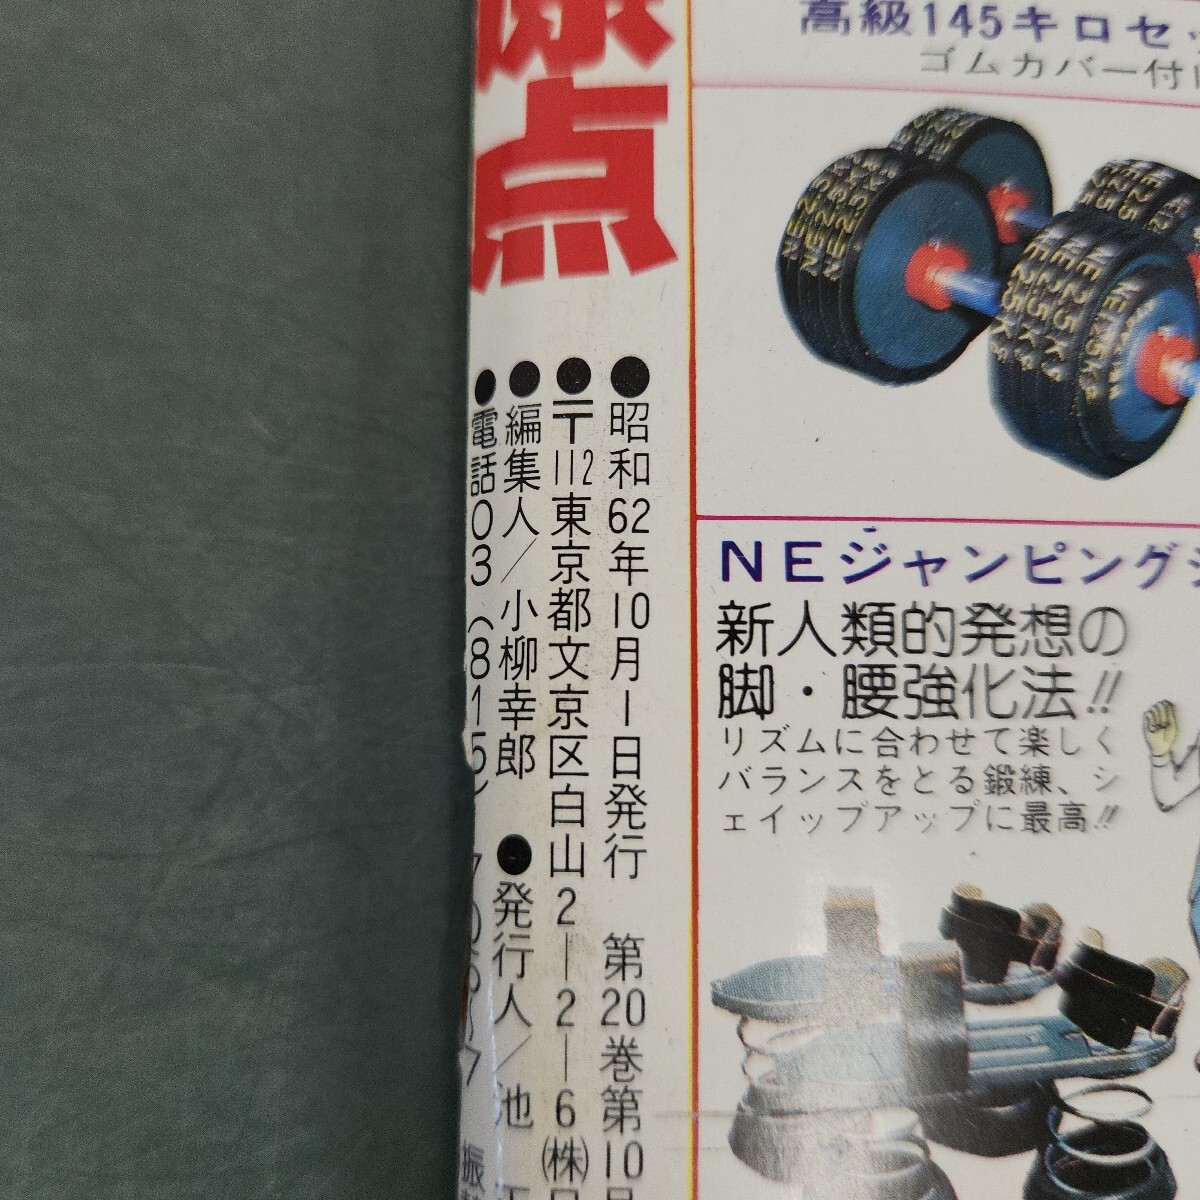 点
●昭和62年10月1日発行 第20巻第10
●〒112東京都文京区白山2－2－6(株)
●編集人／小柳幸郎 ●発行人／池
●電話03(815)
高級145キロセッ
ゴムカバー付
NEジャンピングシ
新人類的発想の
脚・腰強化法!!
リズムに合わせて楽しく
バランスをとる鍛練、シ
ェイップアップに最高!!